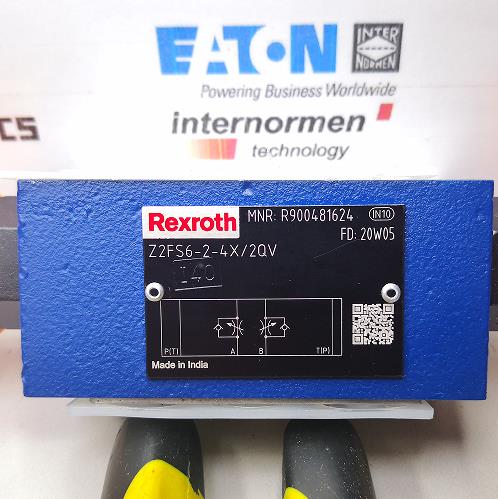 EATON
INTER
NORMEN
Powering Business Worldwide
internormen
technology
CS
Rexroth
MNR: R900481624 IN10
FD: 20W05
Z2FS6-2-4X/2QV
I40
P(T) A B T(P)
Made in India